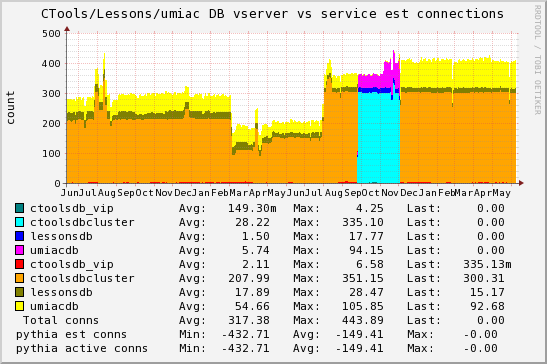 CTools/Lessons/umiac DB vserver vs service est connections
RRDTOOL / TOBI OETIKER
count
500
400
300
200
100
0
Jun Jul Aug Sep Oct Nov Dec Jan Feb Mar Apr May Jun Jul Aug Sep Oct Nov Dec Jan Feb Mar Apr May
ctoolsdb_vip Avg: 149.30m Max: 4.25 Last: 0.00
ctoolsdbcluster Avg: 28.22 Max: 335.10 Last: 0.00
lessonsdb Avg: 1.50 Max: 17.77 Last: 0.00
umiacdb Avg: 5.74 Max: 94.15 Last: 0.00
ctoolsdb_vip Avg: 2.11 Max: 6.58 Last: 335.13m
ctoolsdbcluster Avg: 207.99 Max: 351.15 Last: 300.31
lessonsdb Avg: 17.89 Max: 28.47 Last: 15.17
umiacdb Avg: 54.66 Max: 105.85 Last: 92.68
Total conns Avg: 317.38 Max: 443.89 Last: 0.00
pythia est conns Min: -432.71 Avg: -149.41 Max: -0.00
pythia active conns Min: -432.71 Avg: -149.41 Max: -0.00